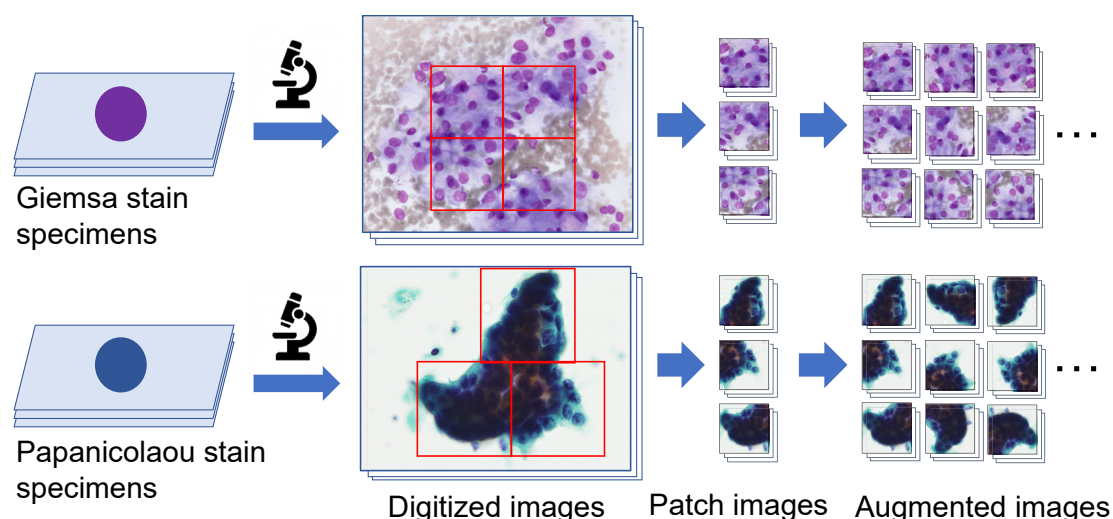 Giemsa stain
specimens
...
Papanicolaou stain
specimens
...
Digitized images
Patch images
Augmented images